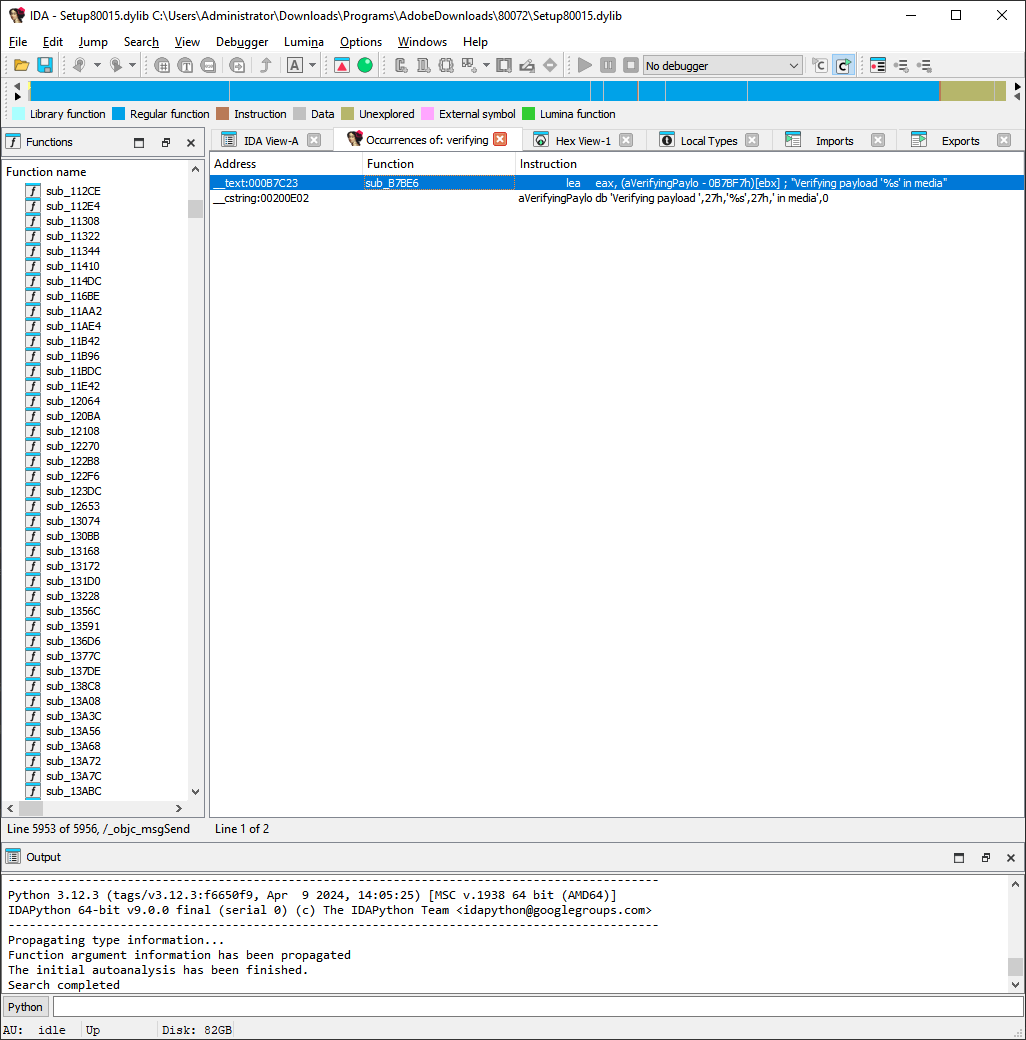 IDA - Setup80015.dylib C:\Users\Administrator\Downloads\Programs\AdobeDownloads\80072\Setup80015.dylib
File Edit Jump Search View Debugger Lumina Options Windows Help
No debugger
Library function Regular function Instruction Data Unexplored External symbol Lumina function
Functions
IDA View-A Occurrences of: verifying Hex View-1 Local Types Imports Exports
Function name
sub_112CE
sub_112E4
sub_11308
sub_11322
sub_11344
sub_11410
sub_114DC
sub_116BE
sub_11AA2
sub_11AE4
sub_11B42
sub_11B96
sub_11BDC
sub_11E42
sub_12064
sub_120BA
sub_12108
sub_12270
sub_122B8
sub_122F6
sub_123DC
sub_12653
sub_13074
sub_130BB
sub_13168
sub_13172
sub_131D0
sub_13228
sub_1356C
sub_13591
sub_136D6
sub_1377C
sub_137DE
sub_138C8
sub_13A08
sub_13A3C
sub_13A56
sub_13A68
sub_13A72
sub_13A7C
sub_13ABC
Line 5953 of 5956, /_objc_msgSend
Address Function Instruction
__text:000B7C23 sub_B7BE6 lea eax, (aVerifyingPaylo - 0B7BF7h)[ebx] ; "Verifying payload '%s' in media"
__cstring:00200E02 aVerifyingPaylo db 'Verifying payload ',27h,'%s',27h,' in media',0
Line 1 of 2
Output
Python 3.12.3 (tags/v3.12.3:f6650f9, Apr  9 2024, 14:05:25) [MSC v.1938 64 bit (AMD64)]
IDAPython 64-bit v9.0.0 final (serial 0) (c) The IDAPython Team <idapython@googlegroups.com>
Propagating type information...
Function argument information has been propagated
The initial autoanalysis has been finished.
Search completed
Python
AU: idle Up Disk: 82GB